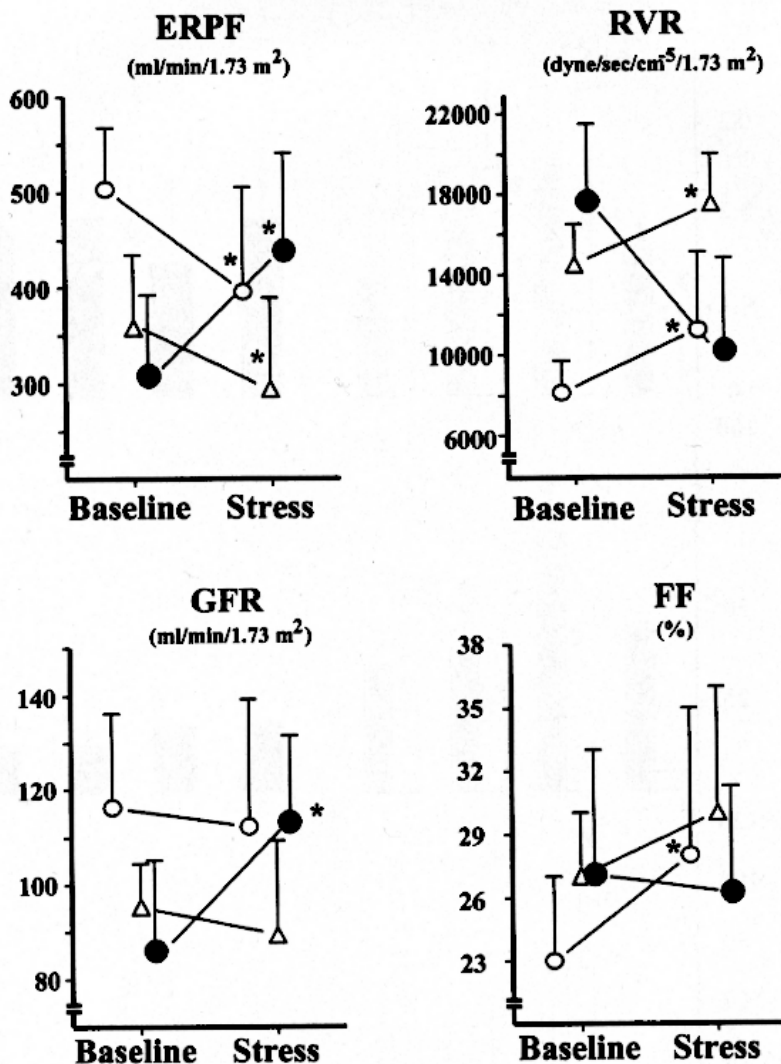 ERPF
(ml/min/1.73 m²)
600
500
400
300
*
*
*
Baseline Stress
RVR
(dyne/sec/cm⁻⁵/1.73 m²)
22000
18000
14000
10000
6000
*
*
Baseline Stress
GFR
(ml/min/1.73 m²)
140
120
100
80
*
Baseline Stress
FF
(%)
38
35
32
29
26
23
*
Baseline Stress